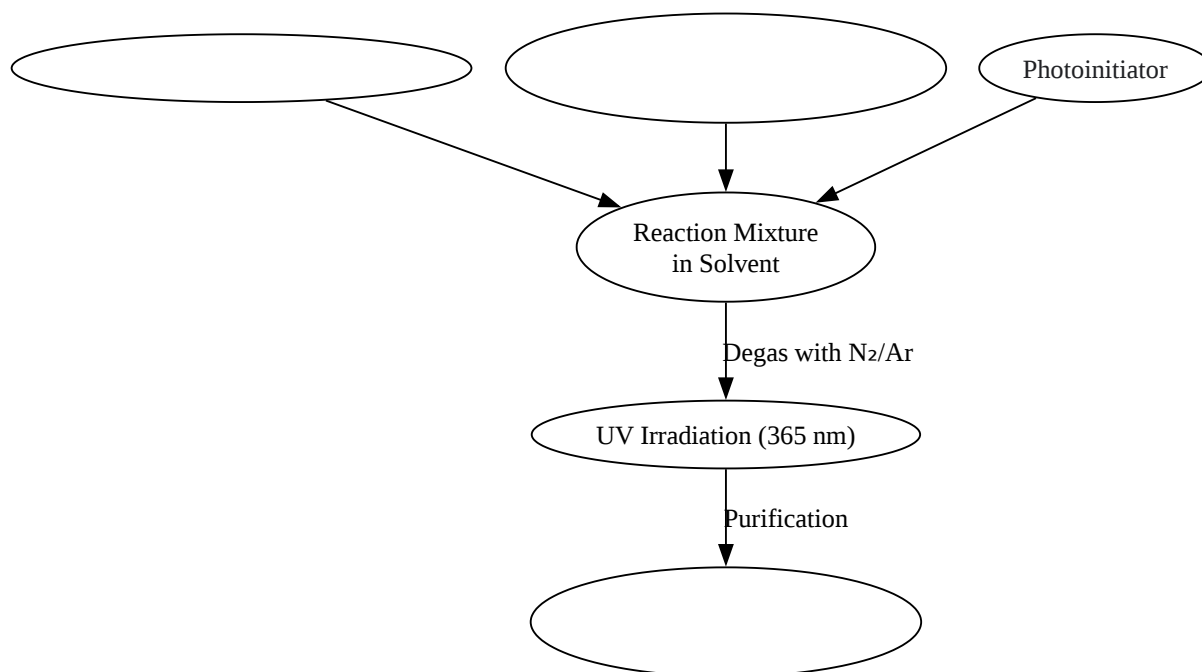 Photoinitiator
Reaction Mixture
in Solvent
Degas with N₂/Ar
UV Irradiation (365 nm)
Purification